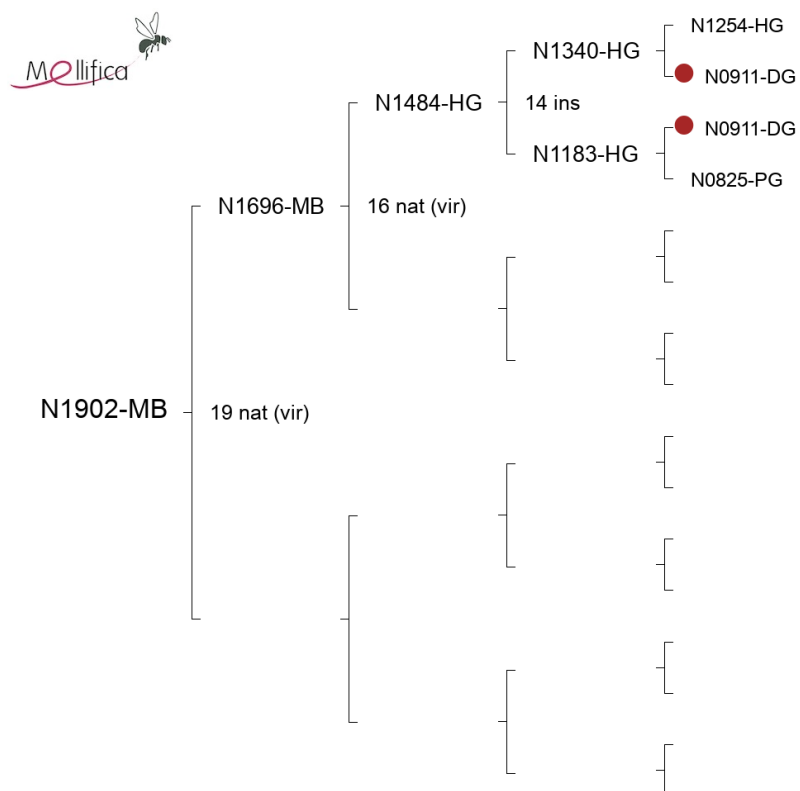 Mellifica
N1254-HG
N1340-HG
N0911-DG
N1484-HG
14 ins
N0911-DG
N1183-HG
N0825-PG
N1696-MB
16 nat (vir)
N1902-MB
19 nat (vir)